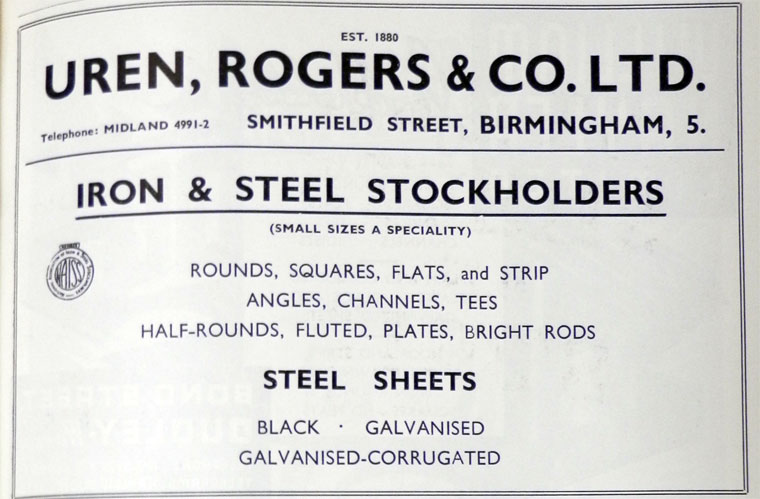 EST. 1880
UREN, ROGERS & CO. LTD.
Telephone: MIDLAND 4991-2 SMITHFIELD STREET, BIRMINGHAM, 5.
IRON & STEEL STOCKHOLDERS
(SMALL SIZES A SPECIALITY)
NAISS
ROUNDS, SQUARES, FLATS, and STRIP
ANGLES, CHANNELS, TEES
HALF-ROUNDS, FLUTED, PLATES, BRIGHT RODS
STEEL SHEETS
BLACK · GALVANISED
GALVANISED-CORRUGATED